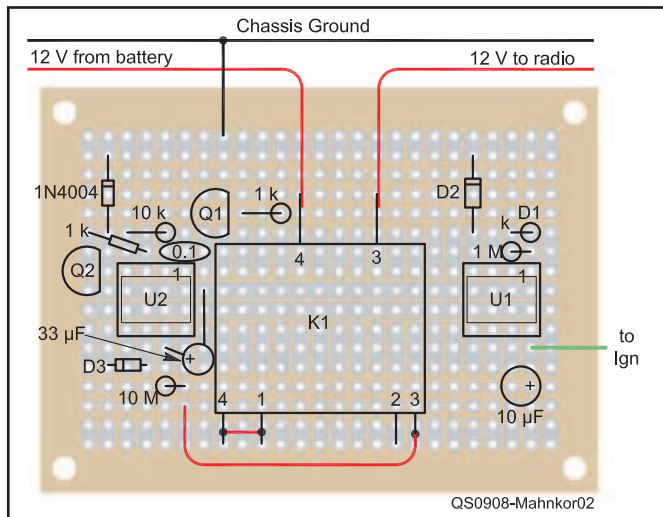 Chassis Ground
12 V from battery
12 V to radio
1N4004
Q1
1 k
D2
10 k
D1
k
1 k
0.1
4
3
1 M
Q2
1
1
U2
U1
K1
33 µF
+
to
Ign
D3
+
10 M
4
1
2
3
10 µF
QS0908-Mahnkor02